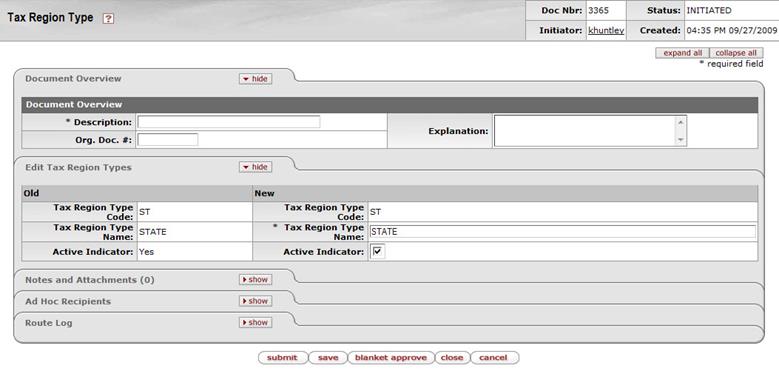 Tax Region Type ?
Doc Nbr: 3365 Status: INITIATED
Initiator: khuntley Created: 04:35 PM 09/27/2009
expand all collapse all
* required field
Document Overview hide
Document Overview
* Description: Explanation:
Org. Doc. #:
Edit Tax Region Types hide
Old New
Tax Region Type Code: ST Tax Region Type Code: ST
Tax Region Type Name: STATE * Tax Region Type Name: STATE
Active Indicator: Yes Active Indicator:
Notes and Attachments (0) show
Ad Hoc Recipients show
Route Log show
submit save blanket approve close cancel